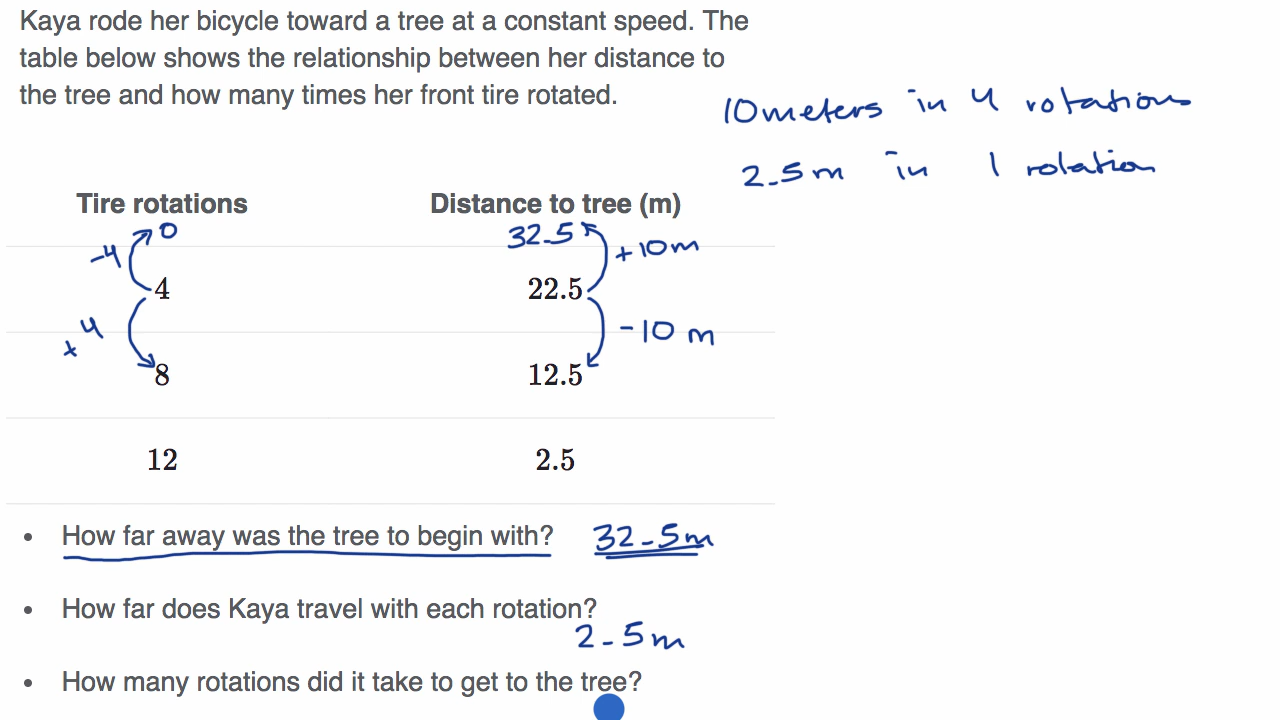 Kaya rode her bicycle toward a tree at a constant speed. The
table below shows the relationship between her distance to
the tree and how many times her front tire rotated.
10meters in 4 rotations
2.5m in 1 rotation
Tire rotations Distance to tree (m)
0 32.5
-4 +10m
4 22.5
+4 -10 m
8 12.5
12 2.5
• How far away was the tree to begin with? 32.5m
• How far does Kaya travel with each rotation?
2.5m
• How many rotations did it take to get to the tree?